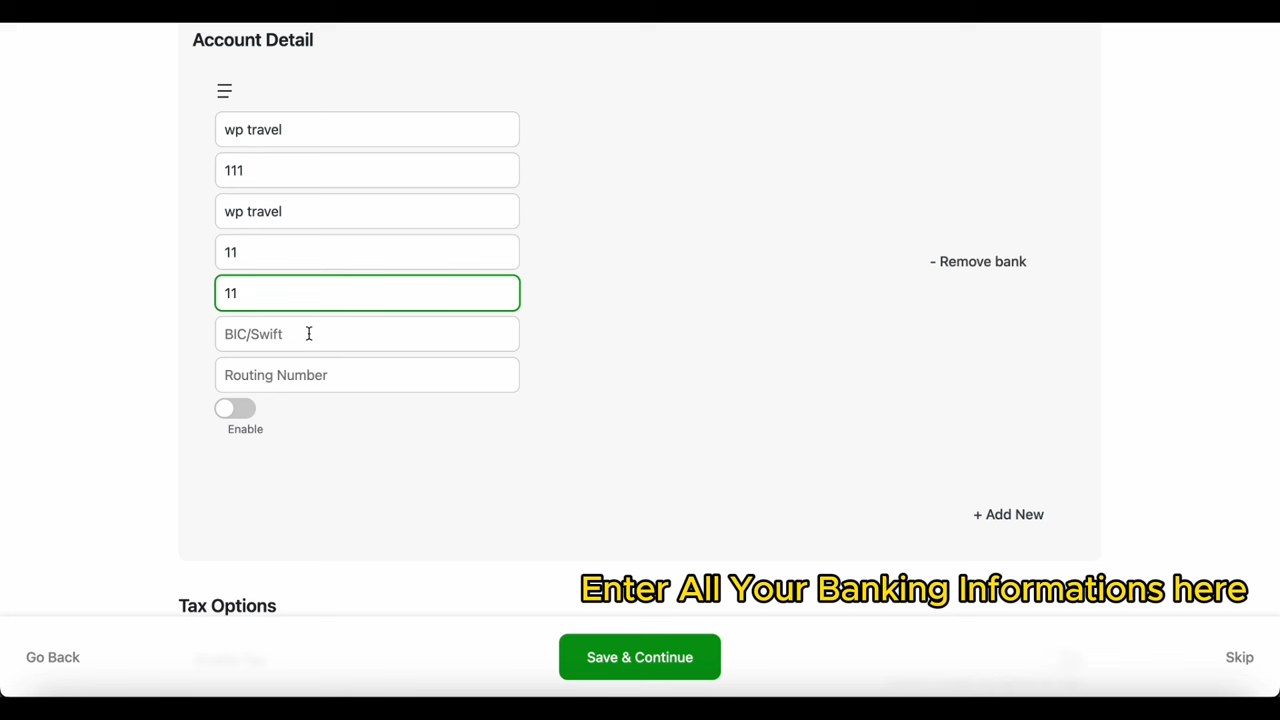 Account Detail
wp travel
111
wp travel
11
11
- Remove bank
BIC/Swift
Routing Number
Enable
+ Add New
Enter All Your Banking Informations here
Tax Options
Go Back
Save & Continue
Skip